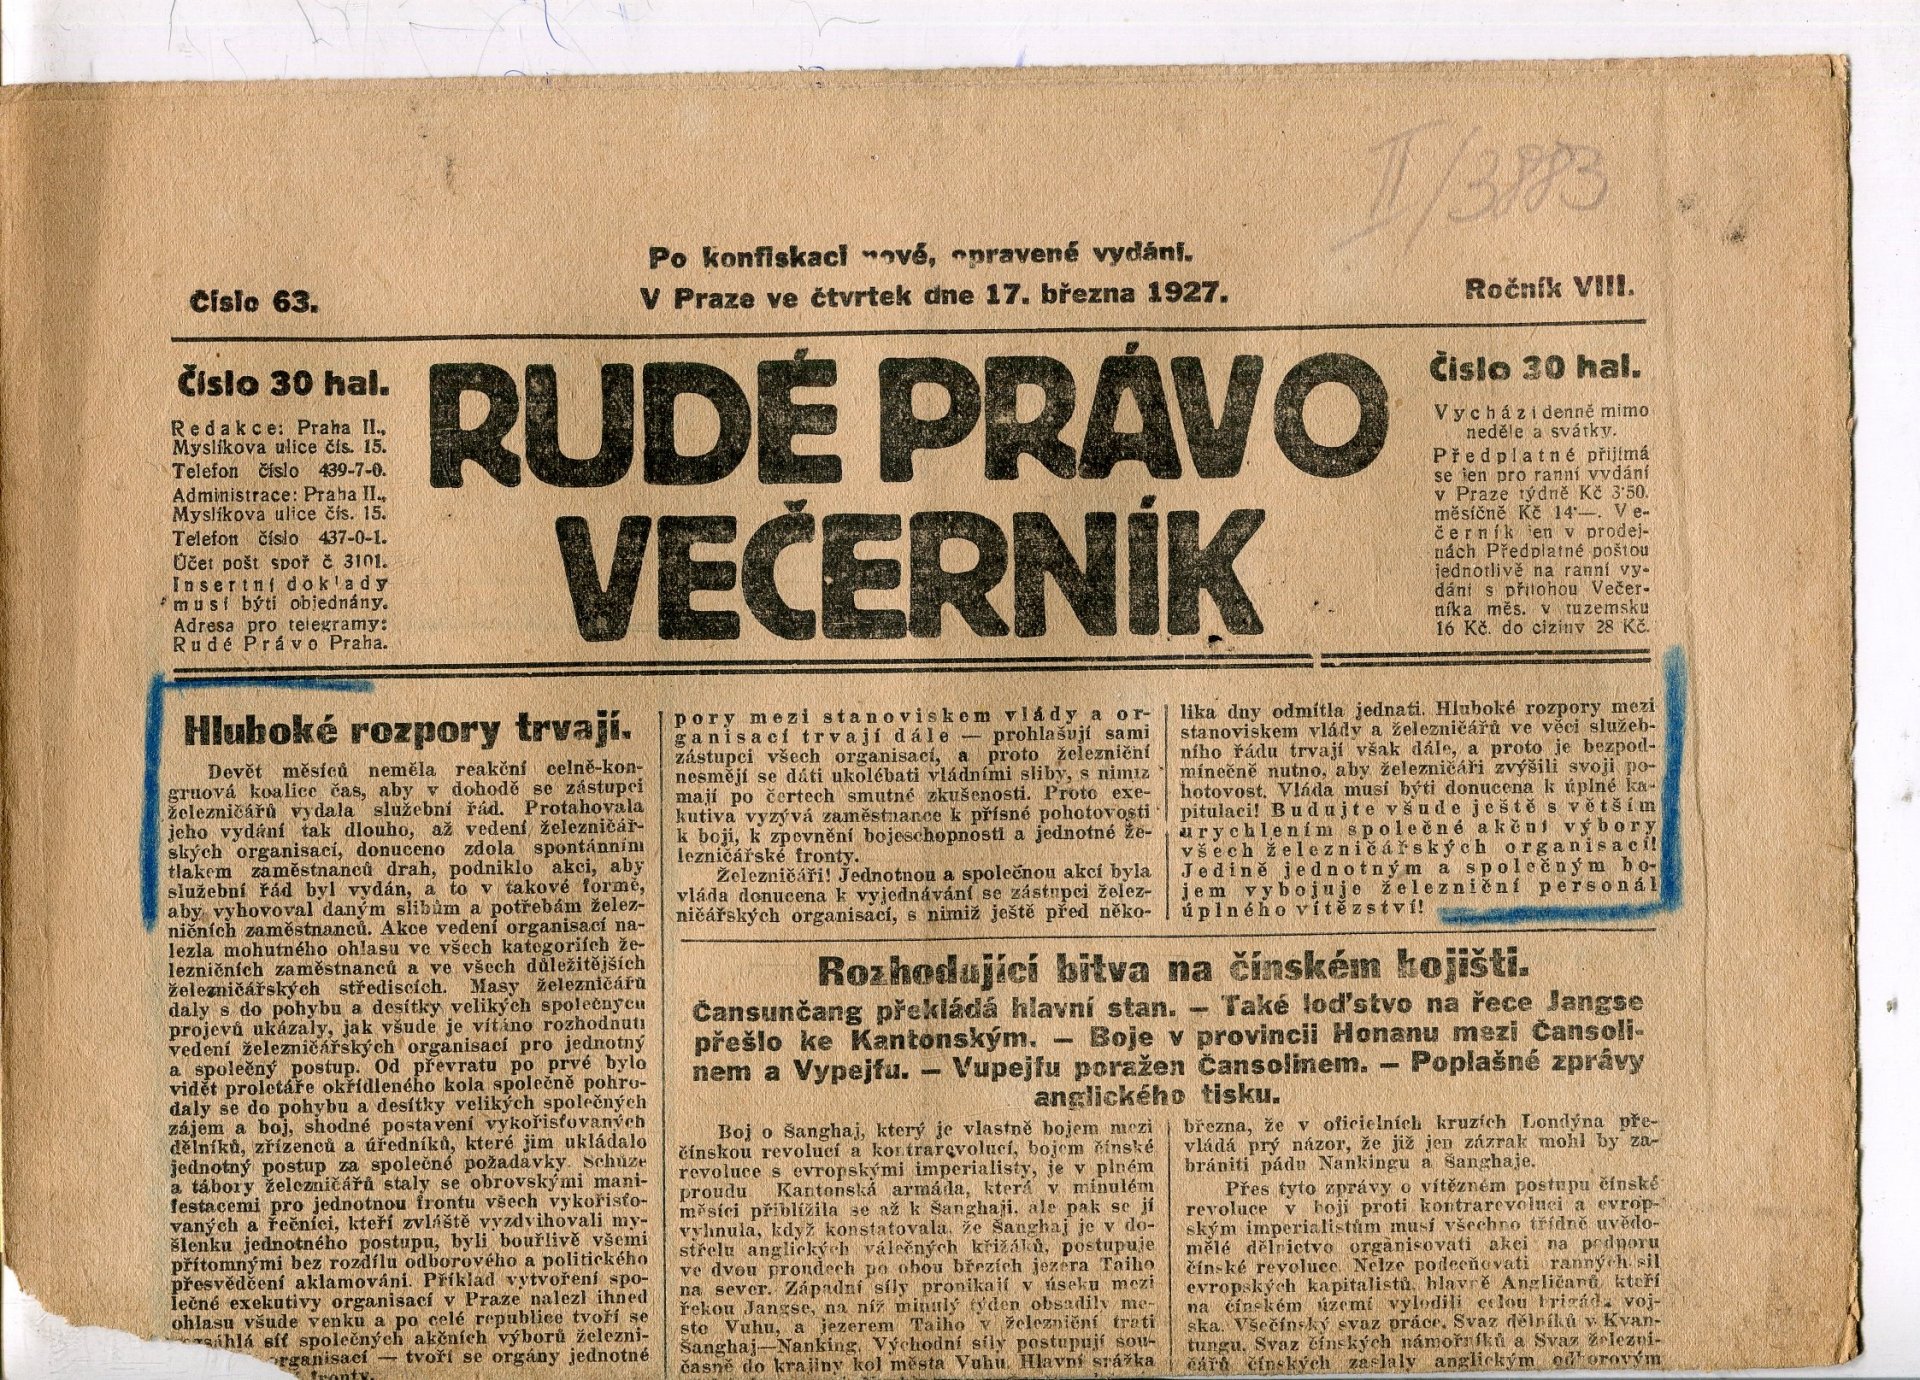 II/3883
Po konfiskaci nové, opravené vydání.
Číslo 63.
V Praze ve čtvrtek dne 17. března 1927.
Ročník VIII.
Číslo 30 hal.
Redakce: Praha II.,
Myslíkova ulice čís. 15.
Telefon číslo 439-7-0.
Administrace: Praha II.,
Myslíkova ulice čís. 15.
Telefon číslo 437-0-1.
Účet pošt spoř č 3101.
Insertní doklady
musí býti objednány.
Adresa pro telegramy:
Rudé Právo Praha.
RUDÉ PRÁVO
VEČERNÍK
Číslo 30 hal.
Vychází denně mimo
neděle a svátky.
Předplatné přijímá
se jen pro ranní vydání
v Praze týdně Kč 3·50.
měsíčně Kč 14·—. Ve-
černík jen v prodej-
nách Předplatné poštou
jednotlivě na ranní vy-
dání s přílohou Večer-
níka měs. v tuzemsku
16 Kč. do ciziny 28 Kč.
Hluboké rozpory trvají.
Devět měsíců neměla reakční celně-kon-
gruová koalice čas, aby v dohodě se zástupci
železničářů vydala služební řád. Protahovala
jeho vydání tak dlouho, až vedení železničář-
ských organisací, donuceno zdola spontánním
tlakem zaměstnanců drah, podniklo akci, aby
služební řád byl vydán, a to v takové formě,
aby vyhovoval daným slibům a potřebám želez-
ničních zaměstnanců. Akce vedení organisací na-
lezla mohutného ohlasu ve všech kategoriích že-
lezničních zaměstnanců a ve všech důležitějších
železničářských střediscích. Masy železničářů
daly s do pohybu a desítky velikých společných
projevů ukázaly, jak všude je vítáno rozhodnutí
vedení železničářských organisací pro jednotný
a společný postup. Od převratu po prvé bylo
vidět proletáře okřídleného kola společně pohro-
daly se do pohybu a desítky velikých společných
zájem a boj, shodné postavení vykořisťovaných
dělníků, zřízenců a úředníků, které jim ukládalo
jednotný postup za společné požadavky. Schůze
a tábory železničářů staly se obrovskými mani
festacemi pro jednotnou frontu všech vykořisťo-
vaných a řečníci, kteří zvláště vyzdvihovali my-
šlenku jednotného postupu, byli bouřlivě všemi
přítomnými bez rozdílu odborového a politického
přesvědčení aklamováni. Příklad vytvoření spo-
lečné exekutivy organisací v Praze nalezl ihned
ohlasu všude venku a po celé republice tvoří se
sáhlá síť společných akčních výborů železni-
organisací — tvoří se orgány jednotné
fronty.
pory mezi stanoviskem vlády a or-
ganisací trvají dále — prohlašují sami
zástupci všech organisací, a proto železniční
nesmějí se dáti ukolébati vládními sliby, s nimiz
mají po čertech smutné zkušenosti. Proto exe-
kutiva vyzývá zaměstnance k přísné pohotovosti
k boji, k zpevnění bojeschopnosti a jednotné že-
lezničářské fronty.
Železničáři! Jednotnou a společnou akcí byla
vláda donucena k vyjednávání se zástupci želez-
ničářských organisací, s nimiž ještě před něko-
lika dny odmítla jednati. Hluboké rozpory mezi
stanoviskem vlády a železničářů ve věci služeb-
ního řádu trvají však dále, a proto je bezpod-
mínečně nutno, aby železničáři zvýšili svoji po-
hotovost. Vláda musí býti donucena k úplné ka-
pitulaci! Budujte všude ještě s větším
urychlením společné akční výbory
všech železničářských organisací!
Jedině jednotným a společným bo-
jem vybojuje železniční personál
úplného vítězství!
Rozhodující bitva na čínském bojišti.
Čansunčang překládá hlavní stan. — Také loďstvo na řece Jangse
přešlo ke Kantonským. — Boje v provincii Honanu mezi Čansoli-
nem a Vypejfu. — Vupejfu poražen Čansolinem. — Poplašné zprávy
anglického tisku.
Boj o Šanghaj, který je vlastně bojem mezi
čínskou revolucí a kontrarevolucí, bojem čínské
revoluce s evropskými imperialisty, je v plném
proudu Kantonská armáda, která v minulém
měsíci přiblížila se až k Šanghaji, ale pak se jí
vyhnula, když konstatovala, že Šanghaj je v do-
střelu anglických válečných křižáků, postupuje
ve dvou proudech po obou březích jezera Taiho
na sever. Západní síly pronikají v úseku mezi
řekou Jangse, na níž minulý týden obsadily mě-
sto Vuhu, a jezerem Taiho v železniční trati
Šanghaj—Nanking. Východní síly postupují sou-
časně do krajiny kol města Vuhu. Hlavní srážka
března, že v oficielních kruzích Londýna pře-
vládá prý názor, že již jen zázrak mohl by za-
brániti pádu Nankingu a Šanghaje.
Přes tyto zprávy o vítězném postupu čínské
revoluce v boji proti kontrarevoluci a evrop-
ským imperialistům musí všechno třídně uvědo-
mělé dělnictvo organisovati akci na podporu
čínské revoluce. Nelze podceňovati ranných sil
evropských kapitalistů, hlavně Angličanů, kteří
na čínském území vylodili celou brigádu voj-
ska. Všečínský svaz práce, Svaz dělníků v Kvan-
tungu, Svaz čínských námořníků a Svaz železni-
čářů čínských zaslaly anglickým odborovým